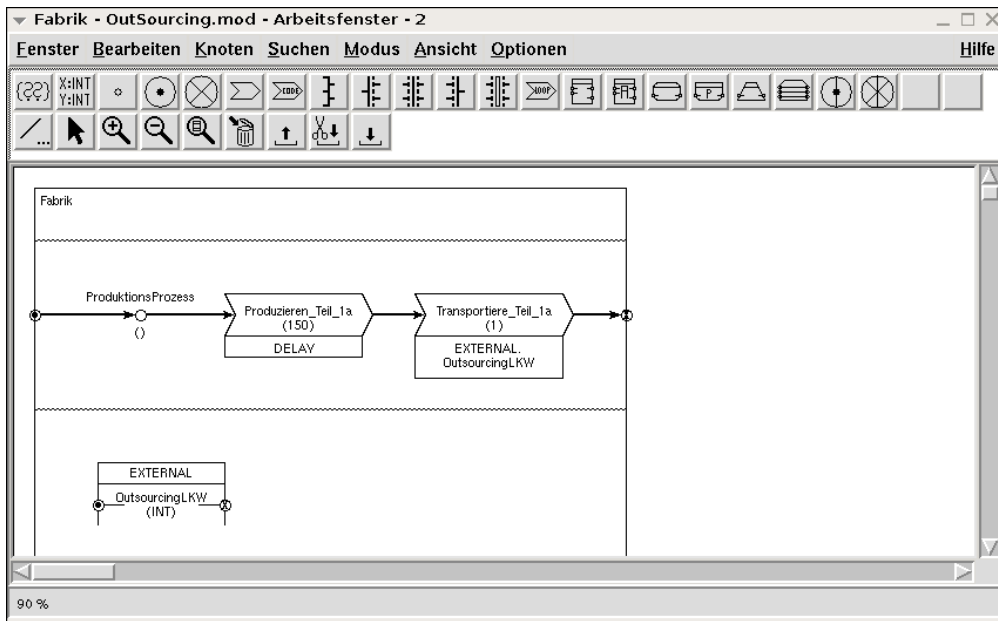 Fabrik - OutSourcing.mod - Arbeitsfenster - 2
Fenster Bearbeiten Knoten Suchen Modus Ansicht Optionen Hilfe
{??} X:INT
Y:INT
CODE
LOOP
P
...
Fabrik
ProduktionsProzess
()
Produzieren_Teil_1a
(150)
DELAY
Transportiere_Teil_1a
(1)
EXTERNAL.
OutsourcingLKW
EXTERNAL
OutsourcingLKW
(INT)
90 %